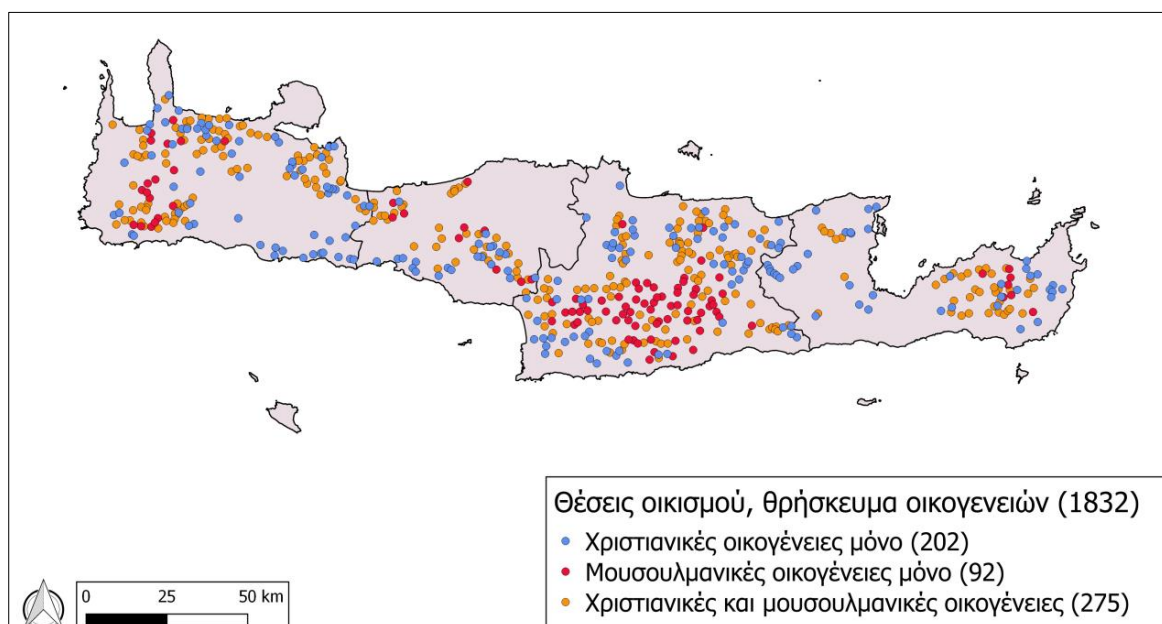 Θέσεις οικισμού, θρήσκευμα οικογενειών (1832)
Χριστιανικές οικογένειες μόνο (202)
Μουσουλμανικές οικογένειες μόνο (92)
Χριστιανικές και μουσουλμανικές οικογένειες (275)
0 25 50 km